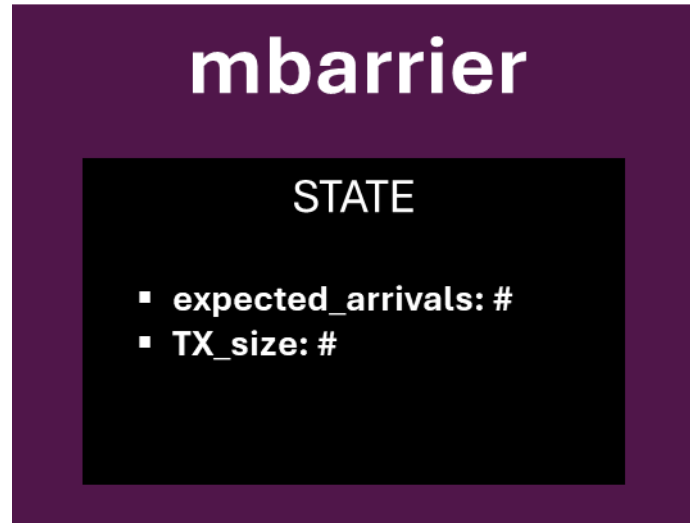 mbarrier
STATE
▪ expected_arrivals: #
▪ TX_size: #